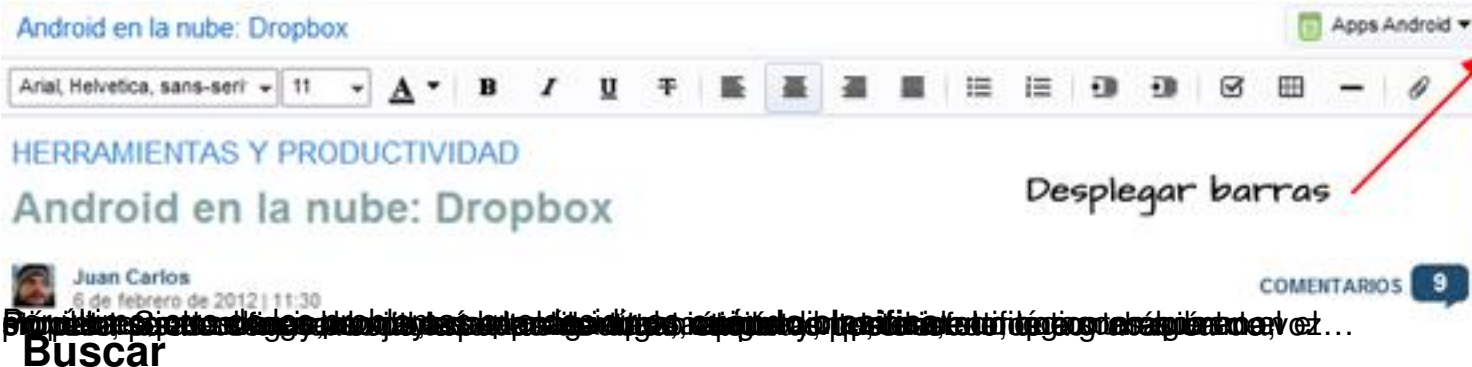 Android en la nube: Dropbox
Apps Android
Arial, Helvetica, sans-seri
11
A B I U T
HERRAMIENTAS Y PRODUCTIVIDAD
Android en la nube: Dropbox
Desplegar barras
Juan Carlos
6 de febrero de 2012 | 11:30
COMENTARIOS 9
Buscar